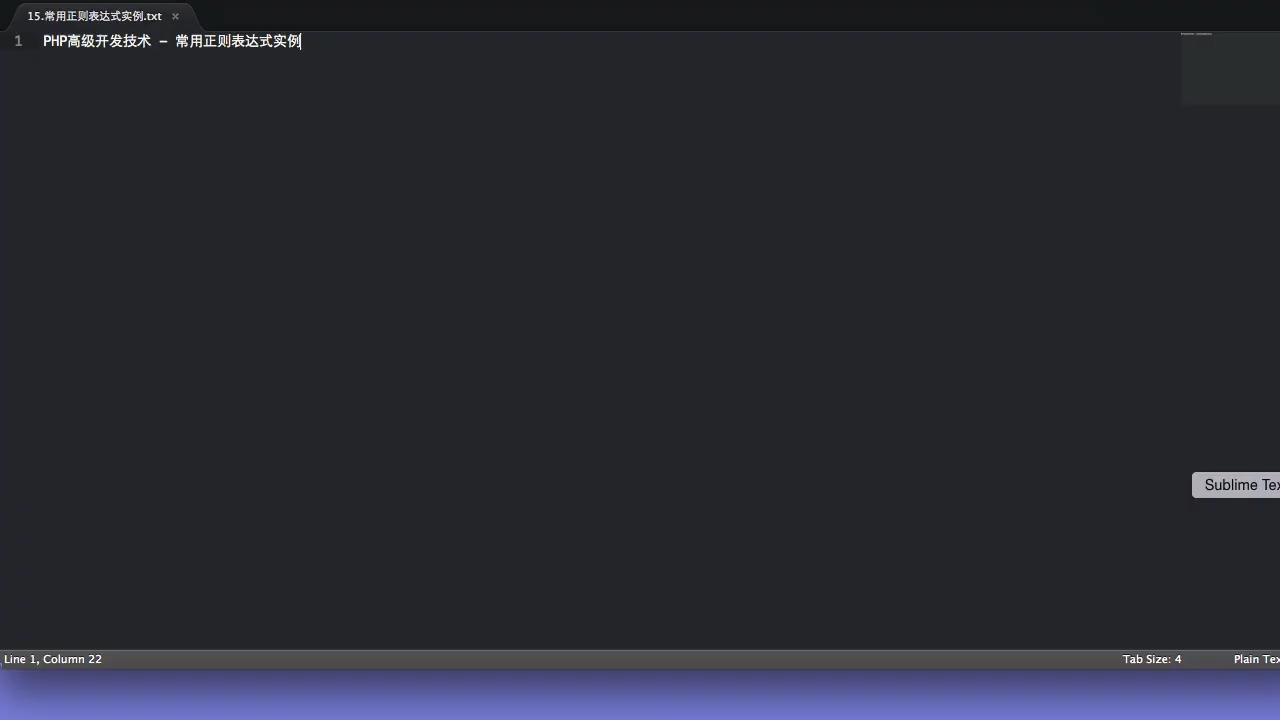 15.常用正则表达式实例.txt ×
1 PHP高级开发技术 - 常用正则表达式实例
Sublime Tex
Line 1, Column 22 Tab Size: 4 Plain Tex